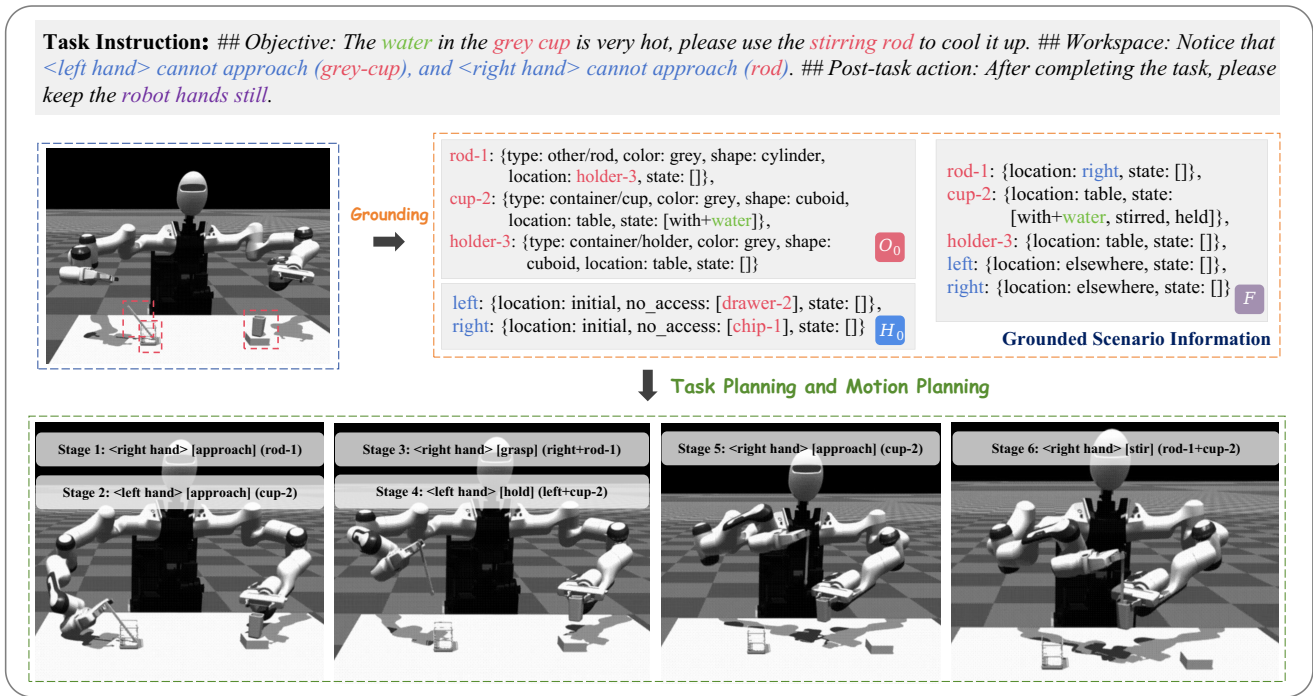 Task Instruction: ## Objective: The water in the grey cup is very hot, please use the stirring rod to cool it up. ## Workspace: Notice that
<left hand> cannot approach (grey-cup), and <right hand> cannot approach (rod). ## Post-task action: After completing the task, please
keep the robot hands still.
Grounding
rod-1: {type: other/rod, color: grey, shape: cylinder,
location: holder-3, state: []},
cup-2: {type: container/cup, color: grey, shape: cuboid,
location: table, state: [with+water]},
holder-3: {type: container/holder, color: grey, shape:
cuboid, location: table, state: []}
O0
left: {location: initial, no_access: [drawer-2], state: []},
right: {location: initial, no_access: [chip-1], state: []}
H0
rod-1: {location: right, state: []},
cup-2: {location: table, state:
[with+water, stirred, held]},
holder-3: {location: table, state: []},
left: {location: elsewhere, state: []},
right: {location: elsewhere, state: []}
F
Grounded Scenario Information
Task Planning and Motion Planning
Stage 1: <right hand> [approach] (rod-1)
Stage 2: <left hand> [approach] (cup-2)
Stage 3: <right hand> [grasp] (right+rod-1)
Stage 4: <left hand> [hold] (left+cup-2)
Stage 5: <right hand> [approach] (cup-2)
Stage 6: <right hand> [stir] (rod-1+cup-2)